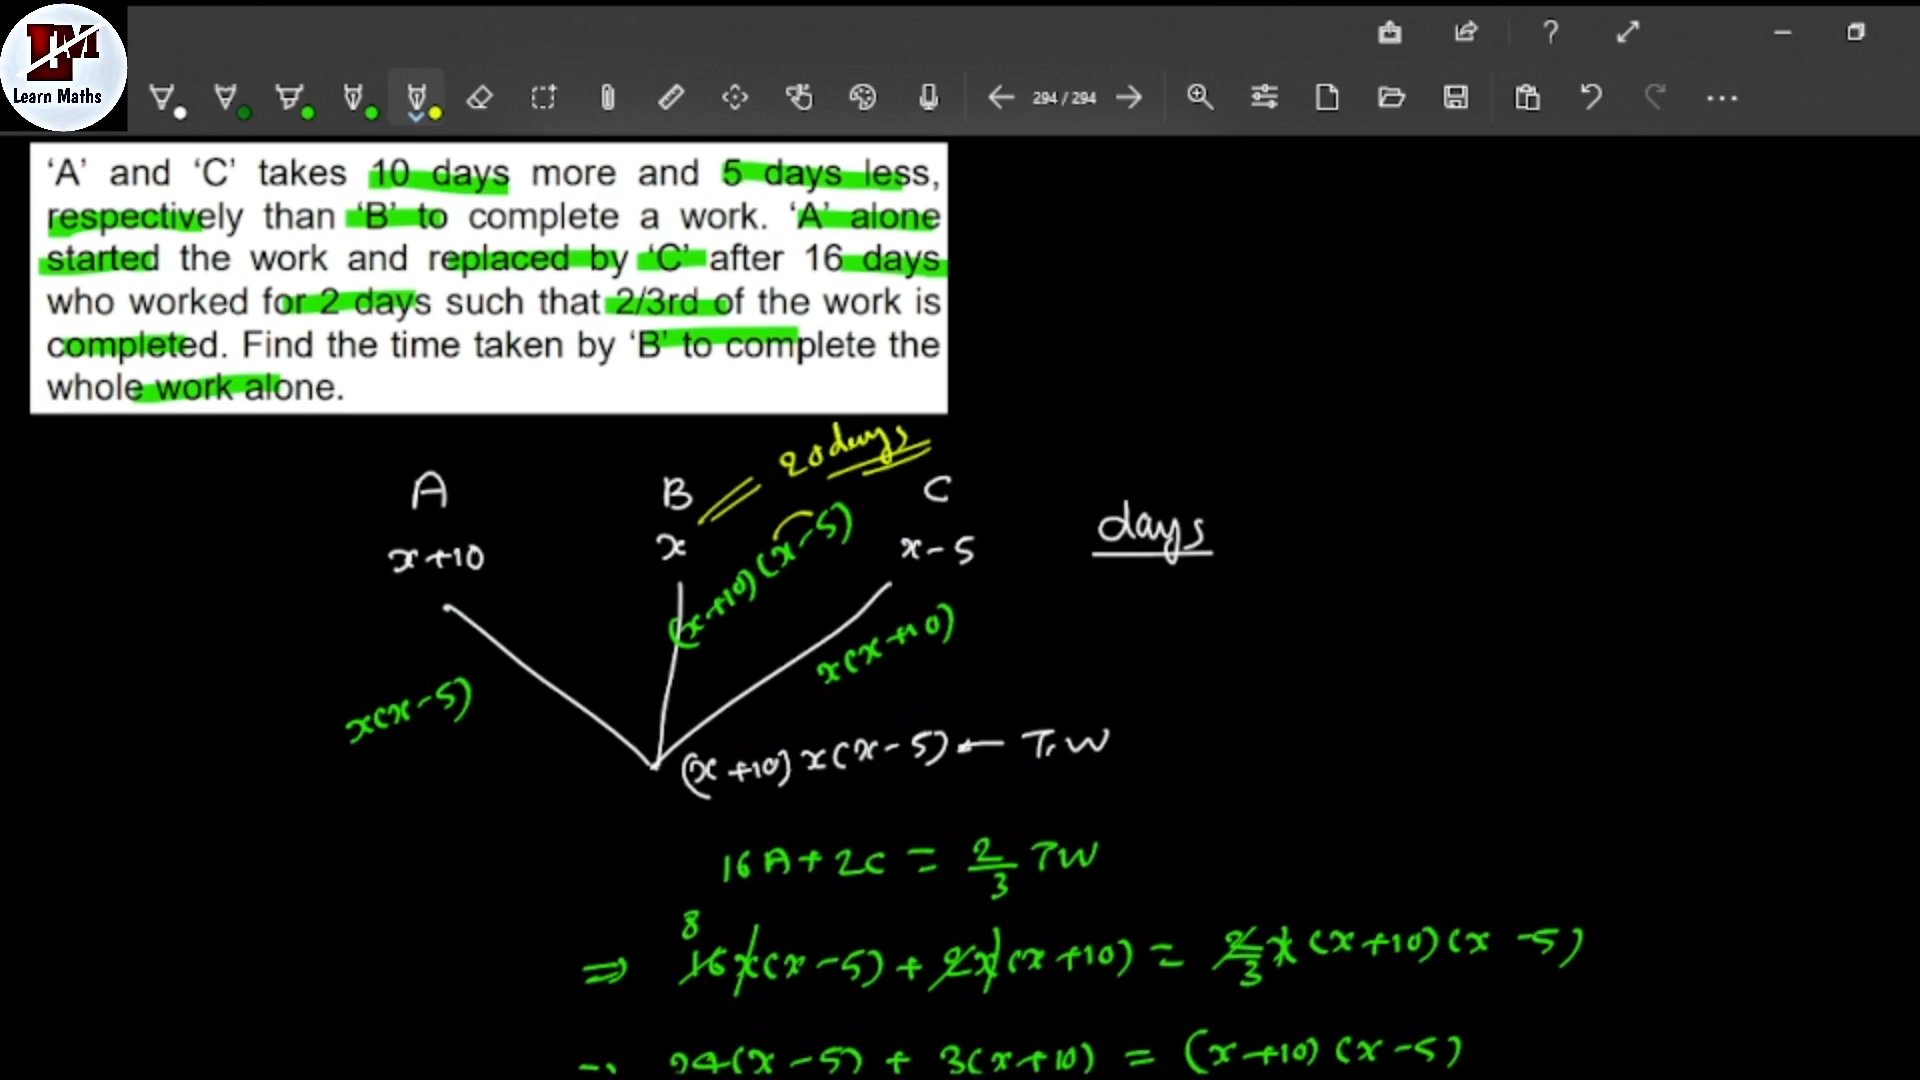 LM
Learn Maths
294 / 294
'A' and 'C' takes 10 days more and 5 days less,
respectively than 'B' to complete a work. 'A' alone
started the work and replaced by 'C' after 16 days
who worked for 2 days such that 2/3rd of the work is
completed. Find the time taken by 'B' to complete the
whole work alone.
20 days
A B C
x+10 x x-5 days
(x+10)(x-5)
x(x+10)
x(x-5)
(x+10)x(x-5) ← T.W
16A+2C = 2/3 TW
8
⇒ 16x(x-5) + 2x(x+10) = 2/3 x(x+10)(x-5)
24(x-5) + 3(x+10) = (x+10)(x-5)